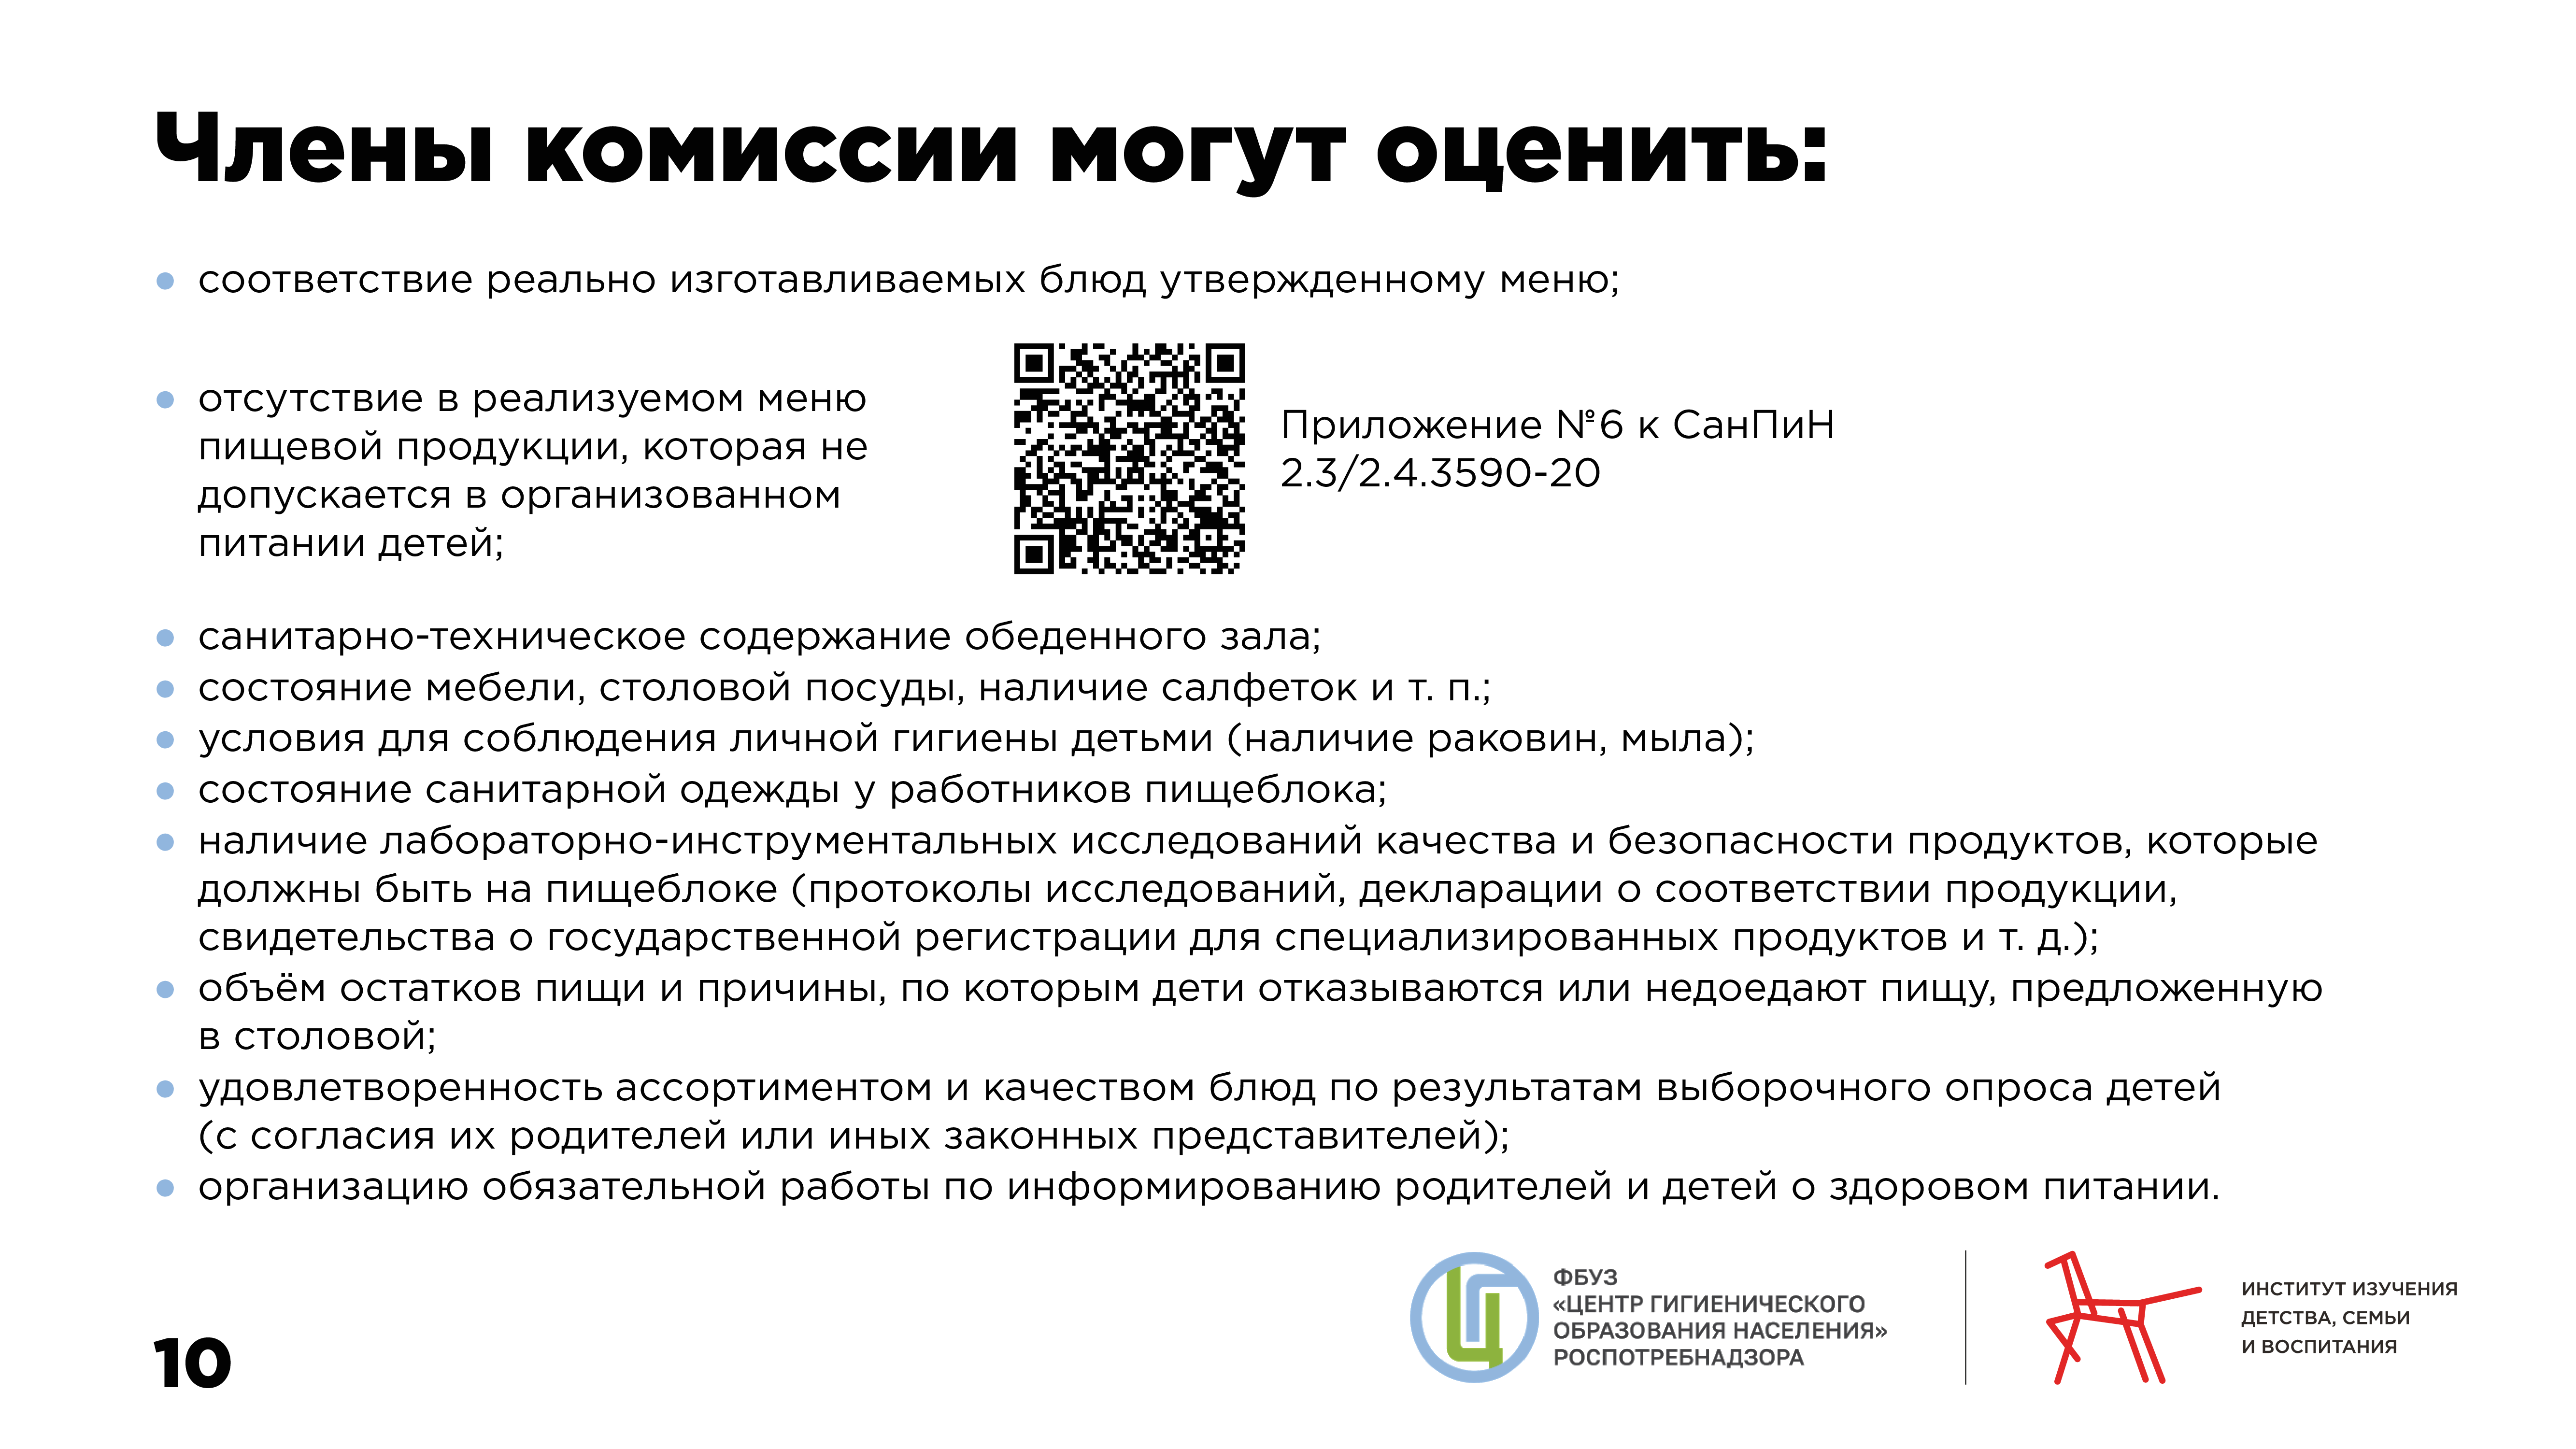 Члены комиссии могут оценить:
• соответствие реально изготавливаемых блюд утвержденному меню;
• отсутствие в реализуемом меню
пищевой продукции, которая не
допускается в организованном
питании детей;
Приложение №6 к СанПиН
2.3/2.4.3590-20
• санитарно-техническое содержание обеденного зала;
• состояние мебели, столовой посуды, наличие салфеток и т. п.;
• условия для соблюдения личной гигиены детьми (наличие раковин, мыла);
• состояние санитарной одежды у работников пищеблока;
• наличие лабораторно-инструментальных исследований качества и безопасности продуктов, которые
должны быть на пищеблоке (протоколы исследований, декларации о соответствии продукции,
свидетельства о государственной регистрации для специализированных продуктов и т. д.);
• объём остатков пищи и причины, по которым дети отказываются или недоедают пищу, предложенную
в столовой;
• удовлетворенность ассортиментом и качеством блюд по результатам выборочного опроса детей
(с согласия их родителей или иных законных представителей);
• организацию обязательной работы по информированию родителей и детей о здоровом питании.
10
ФБУЗ
«ЦЕНТР ГИГИЕНИЧЕСКОГО
ОБРАЗОВАНИЯ НАСЕЛЕНИЯ»
РОСПОТРЕБНАДЗОРА
ИНСТИТУТ ИЗУЧЕНИЯ
ДЕТСТВА, СЕМЬИ
И ВОСПИТАНИЯ